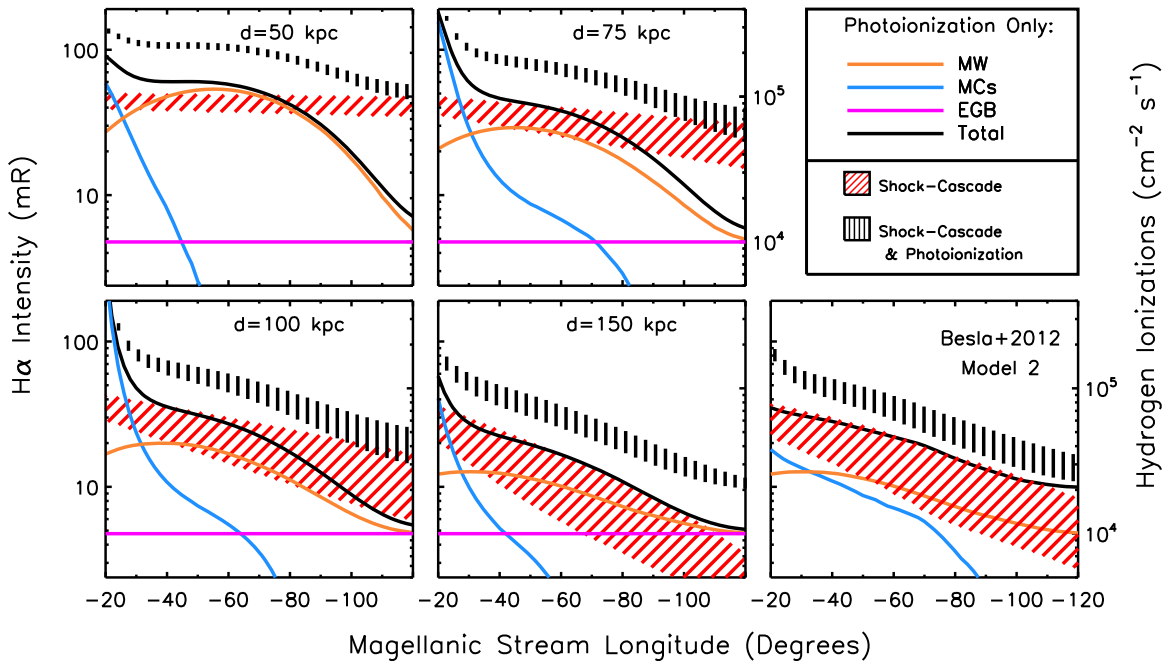 d=50 kpc
d=75 kpc
Photoionization Only:
MW
MCs
EGB
Total
Shock-Cascade
Shock-Cascade
& Photoionization
100
10
10⁵
10⁴
Hα Intensity (mR)
Hydrogen Ionizations (cm⁻² s⁻¹)
d=100 kpc
d=150 kpc
Besla+2012
Model 2
100
10
10⁵
10⁴
-20 -40 -60 -80 -100 -20 -40 -60 -80 -100 -20 -40 -60 -80 -100 -120
Magellanic Stream Longitude (Degrees)